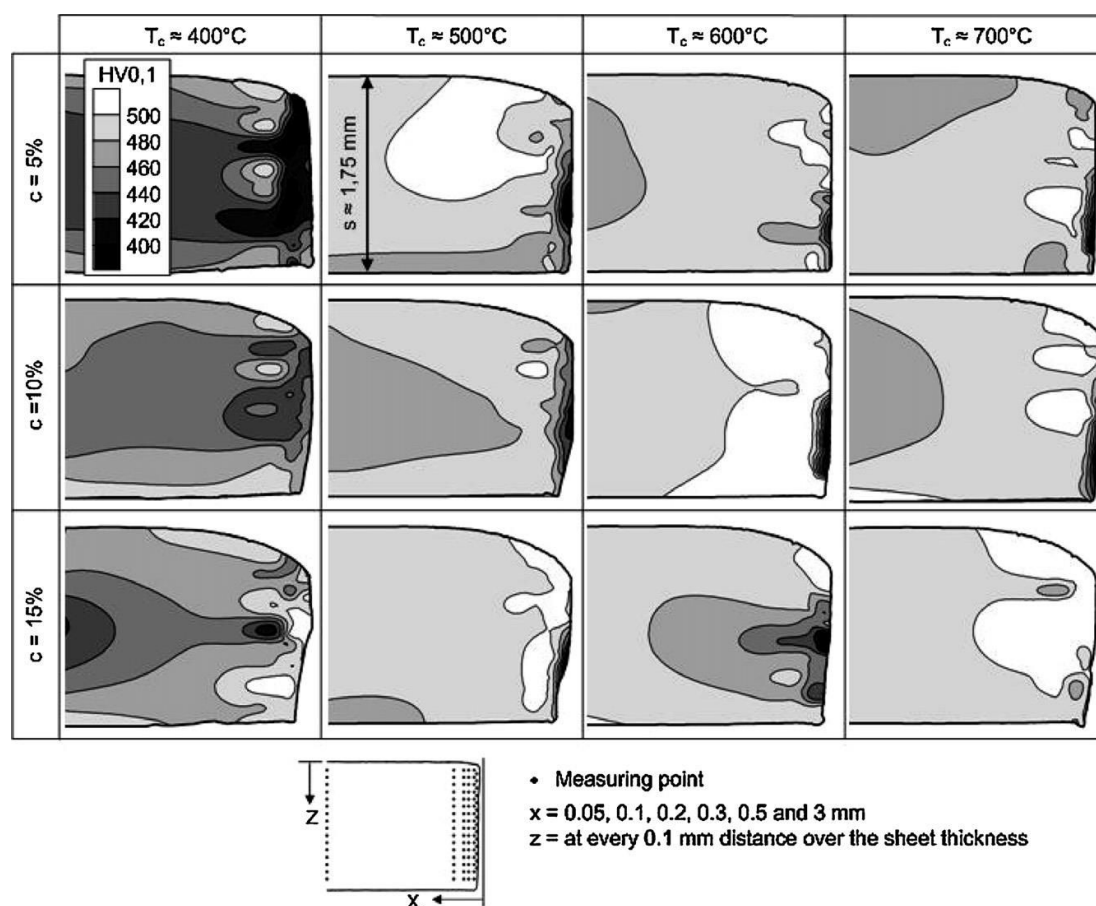 T_c ≈ 400°C
T_c ≈ 500°C
T_c ≈ 600°C
T_c ≈ 700°C
c = 5%
HV0,1
500
480
460
440
420
400
s ≈ 1,75 mm
c =10%
c = 15%
Z
X
• Measuring point
x = 0.05, 0.1, 0.2, 0.3, 0.5 and 3 mm
z = at every 0.1 mm distance over the sheet thickness